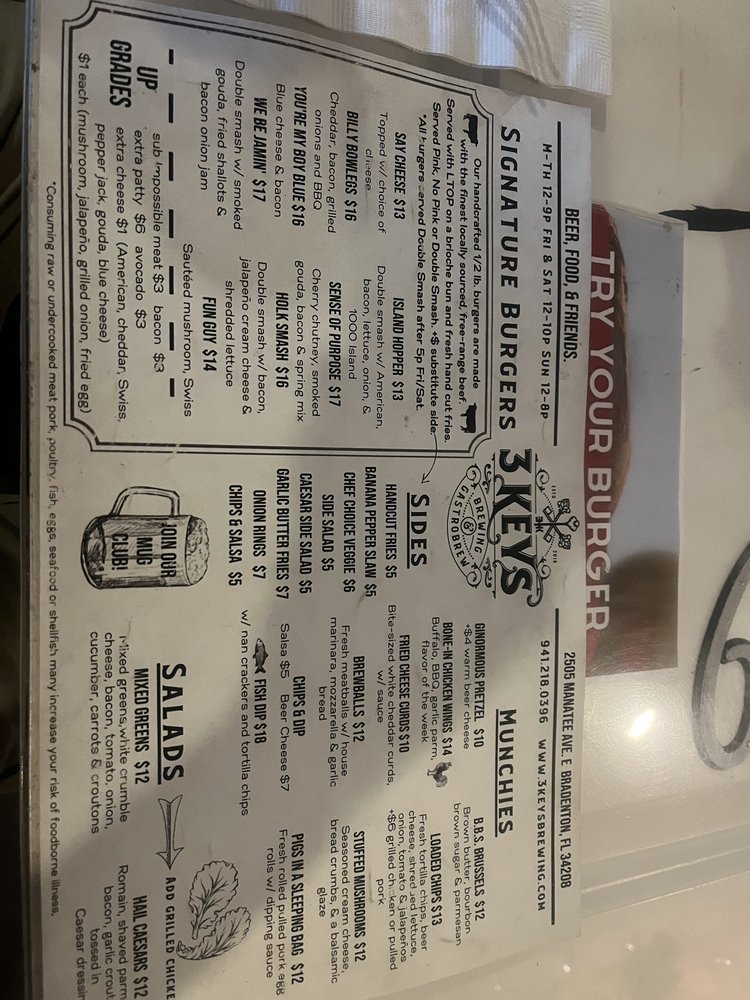 TRY YOUR BURGER
BEER, FOOD, & FRIENDS.
M-TH 12-9P FRI & SAT 12-10P SUN 12-8P
3 KEYS
BREWING
&
GASTROBREW
2505 MANATEE AVE. E BRADENTON, FL 34208
941.218.0396 WWW.3KEYSBREWING.COM
SIGNATURE BURGERS
Our handcrafted 1/2 lb. burgers are made
with the finest locally sourced, free-range beef.
Served with LTOP on a brioche bun and fresh hand cut fries.
Served Pink, No Pink or Double Smash. +$ substitute side.
*All burgers served Double Smash after 5p Fri/Sat.
SAY CHEESE $13
Topped w/ choice of
cheese
BILLY BOWLEGS $16
Cheddar, bacon, grilled
onions and BBQ
YOU'RE MY BOY BLUE $16
Blue cheese & bacon
WE BE JAMIN' $17
Double smash w/ smoked
gouda, fried shallots &
bacon onion jam
ISLAND HOPPER $13
Double smash w/ American,
bacon, lettuce, onion, &
1000 Island
SENSE OF PURPOSE $17
Cherry chutney, smoked
gouda, bacon & spring mix
HOLK SMASH $16
Double smash w/ bacon,
jalapeño cream cheese &
shredded lettuce
FUN GUY $14
Sautéed mushroom, Swiss
UP
GRADES
sub Impossible meat $3 bacon $3
extra patty $6 avocado $3
extra cheese $1 (American, cheddar, Swiss,
pepper jack, gouda, blue cheese)
$1 each (mushroom, jalapeño, grilled onion, fried egg)
SIDES
HANDCUT FRIES $5
BANANA PEPPER SLAW $5
CHEF CHOICE VEGGIE $6
SIDE SALAD $5
CAESAR SIDE SALAD $5
GARLIC BUTTER FRIES $7
ONION RINGS $7
CHIPS & SALSA $5
JOIN OUR
MUG
CLUB!
MUNCHIES
GINORMOUS PRETZEL $10
+$4 warm beer cheese
BONE-IN CHICKEN WINGS $14
Buffalo, BBQ, garlic parm,
flavor of the week
FRIED CHEESE CURDS $10
Bite-sized white cheddar curds,
w/ sauce
BREWBALLS $12
Fresh meatballs w/ house
marinara, mozzarella & garlic
bread
CHIPS & DIP
Salsa $5 Beer Cheese $7
FISH DIP $18
w/ nan crackers and tortilla chips
B.B.S. BRUSSELS $12
Brown butter, bourbon
brown sugar & parmesan
LOADED CHIPS $13
Fresh tortilla chips, beer
cheese, shredded lettuce,
onion, tomato & jalapeños
+$6 grilled chicken or pulled
pork
STUFFED MUSHROOMS $12
Seasoned cream cheese,
bread crumbs, & a balsamic
glaze
PIGS IN A SLEEPING BAG $12
Fresh rolled pulled pork egg
rolls w/ dipping sauce
SALADS
ADD GRILLED CHICKE
MIXED GREENS $12
Mixed greens, white crumble
cheese, bacon, tomato, onion,
cucumber, carrots & croutons
HAIL CAESARS $12
Romain, shaved parm
bacon, garlic crout
tossed in
Caesar dressin
*Consuming raw or undercooked meat pork, poultry, fish, eggs, seafood or shellfish many increase your risk of foodborne illness.